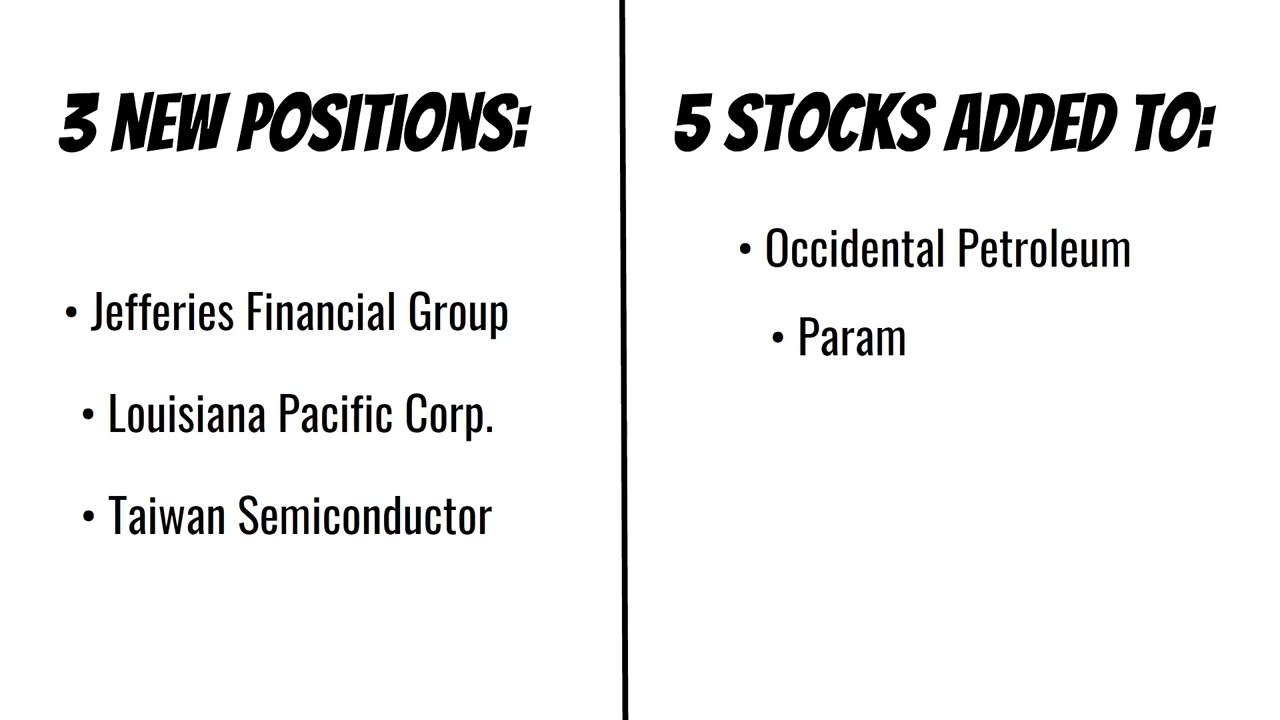 3 NEW POSITIONS:
• Jefferies Financial Group
• Louisiana Pacific Corp.
• Taiwan Semiconductor
5 STOCKS ADDED TO:
• Occidental Petroleum
• Param